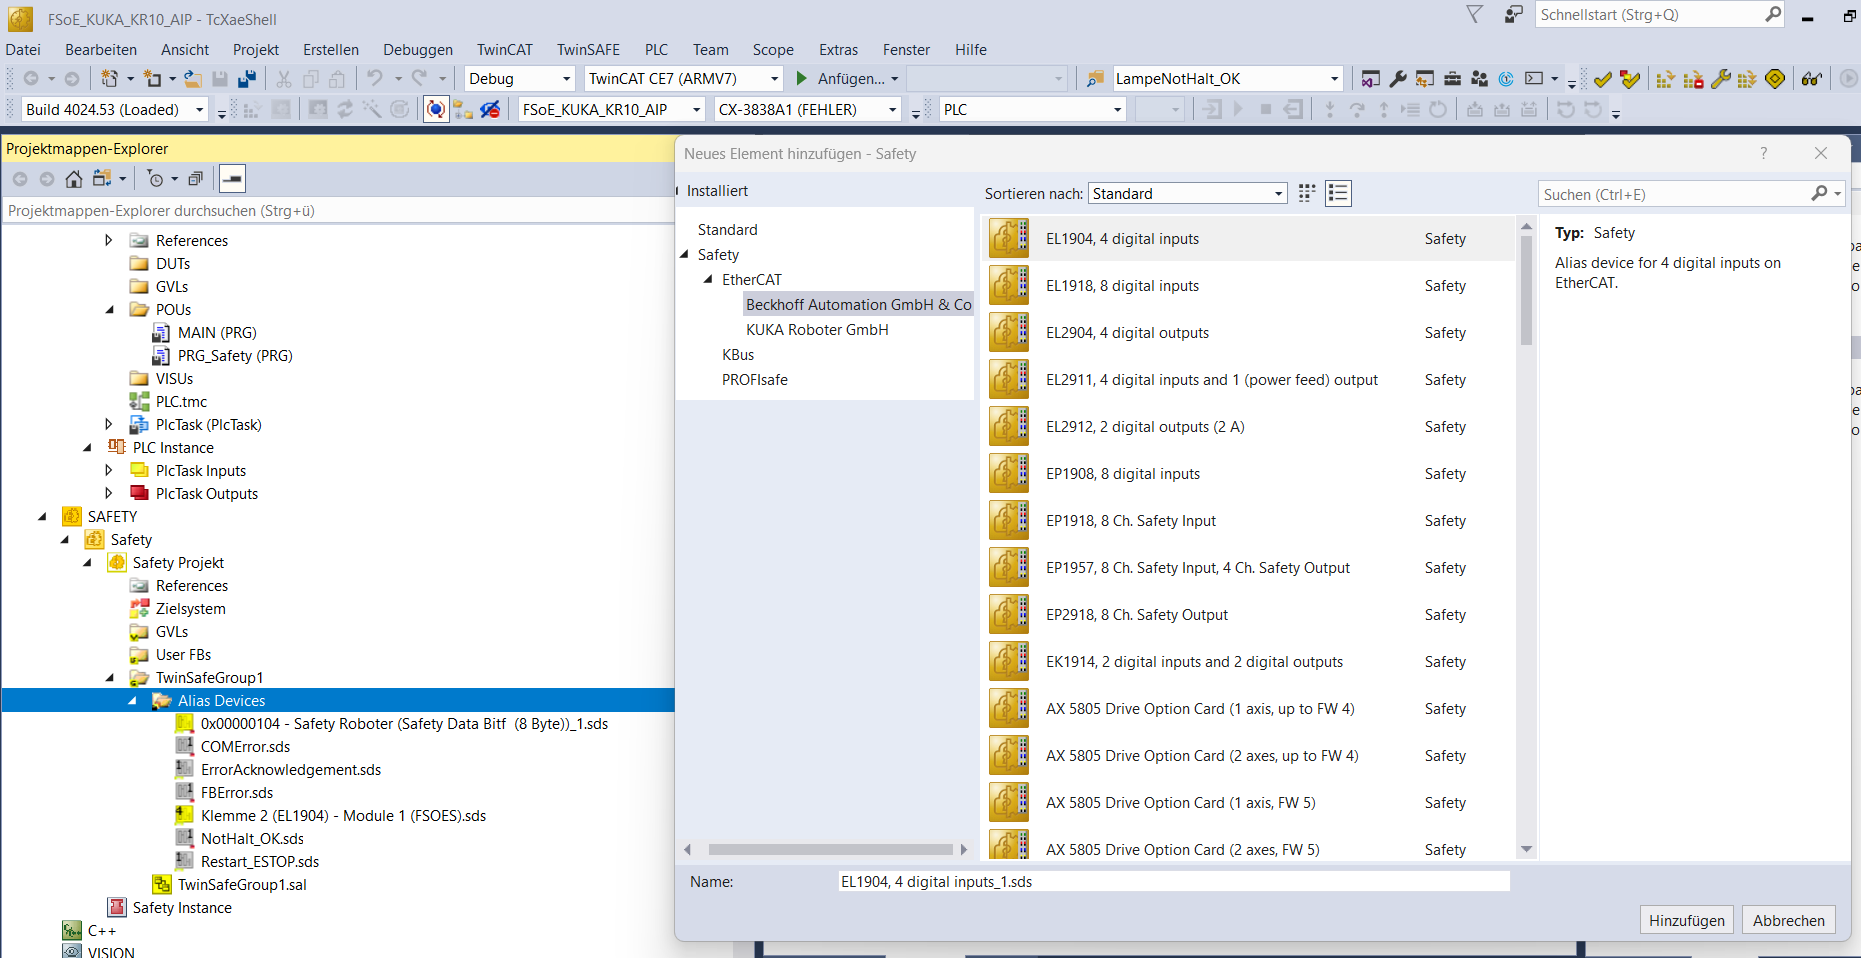 FSoE_KUKA_KR10_AIP - TcXaeShell
Schnellstart (Strg+Q)
Datei Bearbeiten Ansicht Projekt Erstellen Debuggen TwinCAT TwinSAFE PLC Team Scope Extras Fenster Hilfe
Debug TwinCAT CE7 (ARMV7) Anfügen... LampeNotHalt_OK
Build 4024.53 (Loaded) FSoE_KUKA_KR10_AIP CX-3838A1 (FEHLER) PLC
Projektmappen-Explorer
Projektmappen-Explorer durchsuchen (Strg+ü)
References
DUTs
GVLs
POUs
MAIN (PRG)
PRG_Safety (PRG)
VISUs
PLC.tmc
PlcTask (PlcTask)
PLC Instance
PlcTask Inputs
PlcTask Outputs
SAFETY
Safety
Safety Projekt
References
Zielsystem
GVLs
User FBs
TwinSafeGroup1
Alias Devices
0x00000104 - Safety Roboter (Safety Data Bitf  (8 Byte))_1.sds
COMError.sds
ErrorAcknowledgement.sds
FBError.sds
Klemme 2 (EL1904) - Module 1 (FSOES).sds
NotHalt_OK.sds
Restart_ESTOP.sds
TwinSafeGroup1.sal
Safety Instance
C++
VISION
Neues Element hinzufügen - Safety
Installiert
Standard
Safety
EtherCAT
Beckhoff Automation GmbH & Co
KUKA Roboter GmbH
KBus
PROFIsafe
Sortieren nach: Standard
Suchen (Ctrl+E)
EL1904, 4 digital inputs Safety
EL1918, 8 digital inputs Safety
EL2904, 4 digital outputs Safety
EL2911, 4 digital inputs and 1 (power feed) output Safety
EL2912, 2 digital outputs (2 A) Safety
EP1908, 8 digital inputs Safety
EP1918, 8 Ch. Safety Input Safety
EP1957, 8 Ch. Safety Input, 4 Ch. Safety Output Safety
EP2918, 8 Ch. Safety Output Safety
EK1914, 2 digital inputs and 2 digital outputs Safety
AX 5805 Drive Option Card (1 axis, up to FW 4) Safety
AX 5805 Drive Option Card (2 axes, up to FW 4) Safety
AX 5805 Drive Option Card (1 axis, FW 5) Safety
AX 5805 Drive Option Card (2 axes, FW 5) Safety
Typ: Safety
Alias device for 4 digital inputs on
EtherCAT.
Name: EL1904, 4 digital inputs_1.sds
Hinzufügen Abbrechen